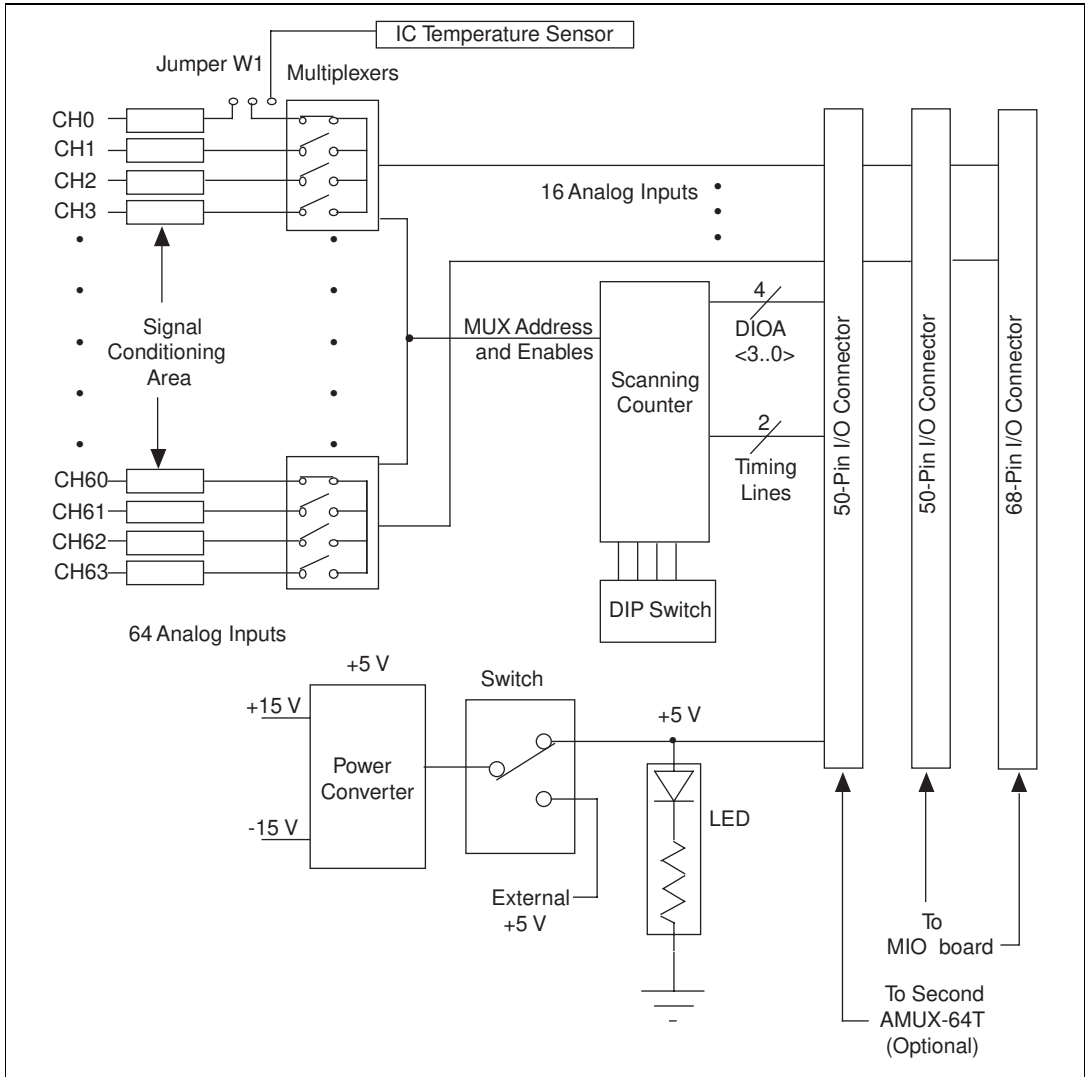 IC Temperature Sensor
Jumper W1
Multiplexers
CH0
CH1
CH2
CH3
16 Analog Inputs
Signal
Conditioning
Area
MUX Address
and Enables
Scanning
Counter
4
DIOA
<3..0>
2
Timing
Lines
50-Pin I/O Connector
50-Pin I/O Connector
68-Pin I/O Connector
CH60
CH61
CH62
CH63
DIP Switch
64 Analog Inputs
+5 V
+15 V
-15 V
Power
Converter
Switch
External
+5 V
+5 V
LED
To
MIO board
To Second
AMUX-64T
(Optional)